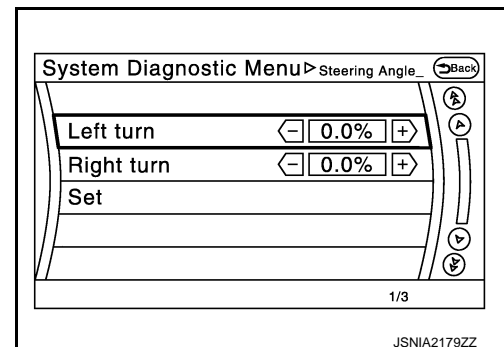 System Diagnostic Menu▷Steering Angle_ Back
Left turn - 0.0% +
Right turn - 0.0% +
Set
1/3
JSNIA2179ZZ